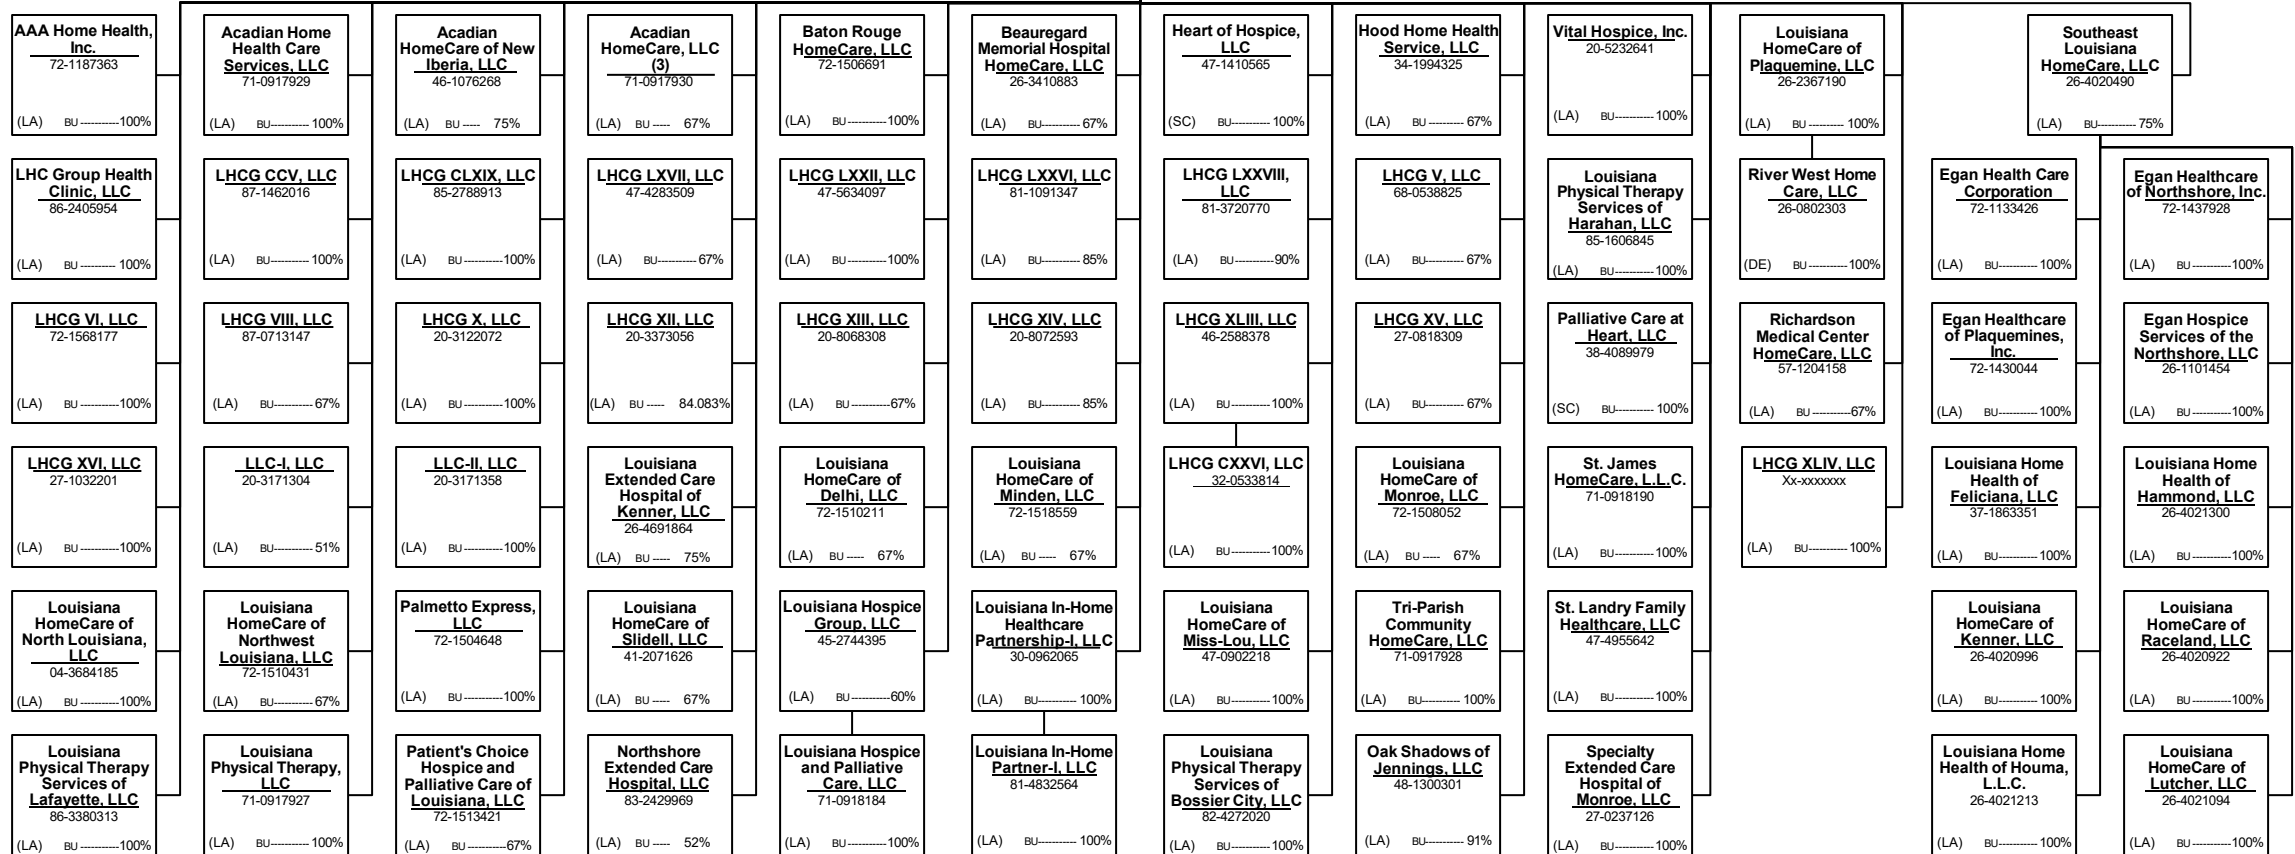 AAA Home Health,
Inc.
72-1187363
(LA) BU ----------100%
Acadian Home
Health Care
Services, LLC
71-0917929
(LA) BU---------- 100%
Acadian
HomeCare of New
Iberia, LLC
46-1076268
(LA) BU ----- 75%
Acadian
HomeCare, LLC
(3)
71-0917930
(LA) BU ----- 67%
Baton Rouge
HomeCare, LLC
72-1506691
(LA) BU ----------100%
Beauregard
Memorial Hospital
HomeCare, LLC
26-3410883
(LA) BU---------- 67%
Heart of Hospice,
LLC
47-1410565
(SC) BU---------- 100%
Hood Home Health
Service, LLC
34-1994325
(LA) BU---------- 67%
Vital Hospice, Inc.
20-5232641
(LA) BU---------- 100%
Louisiana
HomeCare of
Plaquemine, LLC
26-2367190
(LA) BU ---------- 100%
Southeast
Louisiana
HomeCare, LLC
26-4020490
(LA) BU---------- 75%
LHC Group Health
Clinic, LLC
86-2405954
(LA) BU ---------- 100%
LHCG CCV, LLC
87-1462016
(LA) BU---------- 100%
LHCG CLXIX, LLC
85-2788913
(LA) BU ----------100%
LHCG LXVII, LLC
47-4283509
(LA) BU---------- 67%
LHCG LXXII, LLC
47-5634097
(LA) BU ----------100%
LHCG LXXVI, LLC
81-1091347
(LA) BU---------- 85%
LHCG LXXVIII,
LLC
81-3720770
(LA) BU ----------90%
LHCG V, LLC
68-0538825
(LA) BU---------- 67%
Louisiana
Physical Therapy
Services of
Harahan, LLC
85-1606845
(LA) BU---------- 100%
River West Home
Care, LLC
26-0802303
(DE) BU ----------100%
Egan Health Care
Corporation
72-1133426
(LA) BU---------- 100%
Egan Healthcare
of Northshore, Inc.
72-1437928
(LA) BU ----------100%
LHCG VI, LLC
72-1568177
(LA) BU ----------100%
LHCG VIII, LLC
87-0713147
(LA) BU---------- 67%
LHCG X, LLC
20-3122072
(LA) BU ----------100%
LHCG XII, LLC
20-3373056
(LA) BU ----- 84.083%
LHCG XIII, LLC
20-8068308
(LA) BU ----------67%
LHCG XIV, LLC
20-8072593
(LA) BU---------- 85%
LHCG XLIII, LLC
46-2588378
(LA) BU---------- 100%
LHCG XV, LLC
27-0818309
(LA) BU---------- 67%
Palliative Care at
Heart, LLC
38-4089979
(SC) BU---------- 100%
Richardson
Medical Center
HomeCare, LLC
57-1204158
(LA) BU ----------67%
Egan Healthcare
of Plaquemines,
Inc.
72-1430044
(LA) BU---------- 100%
Egan Hospice
Services of the
Northshore, LLC
26-1101454
(LA) BU ----------100%
LHCG XVI, LLC
27-1032201
(LA) BU ----------100%
LLC-I, LLC
20-3171304
(LA) BU---------- 51%
LLC-II, LLC
20-3171358
(LA) BU ----------100%
Louisiana
Extended Care
Hospital of
Kenner, LLC
26-4691864
(LA) BU ----- 75%
Louisiana
HomeCare of
Delhi, LLC
72-1510211
(LA) BU ----- 67%
Louisiana
HomeCare of
Minden, LLC
72-1518559
(LA) BU ----- 67%
LHCG CXXVI, LLC
32-0533814
(LA) BU---------- 100%
Louisiana
HomeCare of
Monroe, LLC
72-1508052
(LA) BU ----- 67%
St. James
HomeCare, L.L.C.
71-0918190
(LA) BU---------- 100%
LHCG XLIV, LLC
Xx-xxxxxxx
(LA) BU---------- 100%
Louisiana Home
Health of
Feliciana, LLC
37-1863351
(LA) BU---------- 100%
Louisiana Home
Health of
Hammond, LLC
26-4021300
(LA) BU ----------100%
Louisiana
HomeCare of
North Louisiana,
LLC
04-3684185
(LA) BU ----------100%
Louisiana
HomeCare of
Northwest
Louisiana, LLC
72-1510431
(LA) BU---------- 67%
Palmetto Express,
LLC
72-1504648
(LA) BU ----------100%
Louisiana
HomeCare of
Slidell, LLC
41-2071626
(LA) BU ----- 67%
Louisiana Hospice
Group, LLC
45-2744395
(LA) BU ----------60%
Louisiana In-Home
Healthcare
Partnership-I, LLC
30-0962065
(LA) BU---------- 100%
Louisiana
HomeCare of
Miss-Lou, LLC
47-0902218
(LA) BU---------- 100%
Tri-Parish
Community
HomeCare, LLC
71-0917928
(LA) BU---------- 100%
St. Landry Family
Healthcare, LLC
47-4955642
(LA) BU---------- 100%
Louisiana
HomeCare of
Kenner, LLC
26-4020996
(LA) BU---------- 100%
Louisiana
HomeCare of
Raceland, LLC
26-4020922
(LA) BU ----------100%
Louisiana
Physical Therapy
Services of
Lafayette, LLC
86-3380313
(LA) BU ----------100%
Louisiana
Physical Therapy,
LLC
71-0917927
(LA) BU---------- 100%
Patient's Choice
Hospice and
Palliative Care of
Louisiana, LLC
72-1513421
(LA) BU ----------67%
Northshore
Extended Care
Hospital, LLC
83-2429969
(LA) BU ----- 52%
Louisiana Hospice
and Palliative
Care, LLC
71-0918184
(LA) BU ----------100%
Louisiana In-Home
Partner-I, LLC
81-4832564
(LA) BU---------- 100%
Louisiana
Physical Therapy
Services of
Bossier City, LLC
82-4272020
(LA) BU---------- 100%
Oak Shadows of
Jennings, LLC
48-1300301
(LA) BU---------- 91%
Specialty
Extended Care
Hospital of
Monroe, LLC
27-0237126
(LA) BU---------- 100%
Louisiana Home
Health of Houma,
L.L.C.
26-4021213
(LA) BU---------- 100%
Louisiana
HomeCare of
Lutcher, LLC
26-4021094
(LA) BU ----------100%